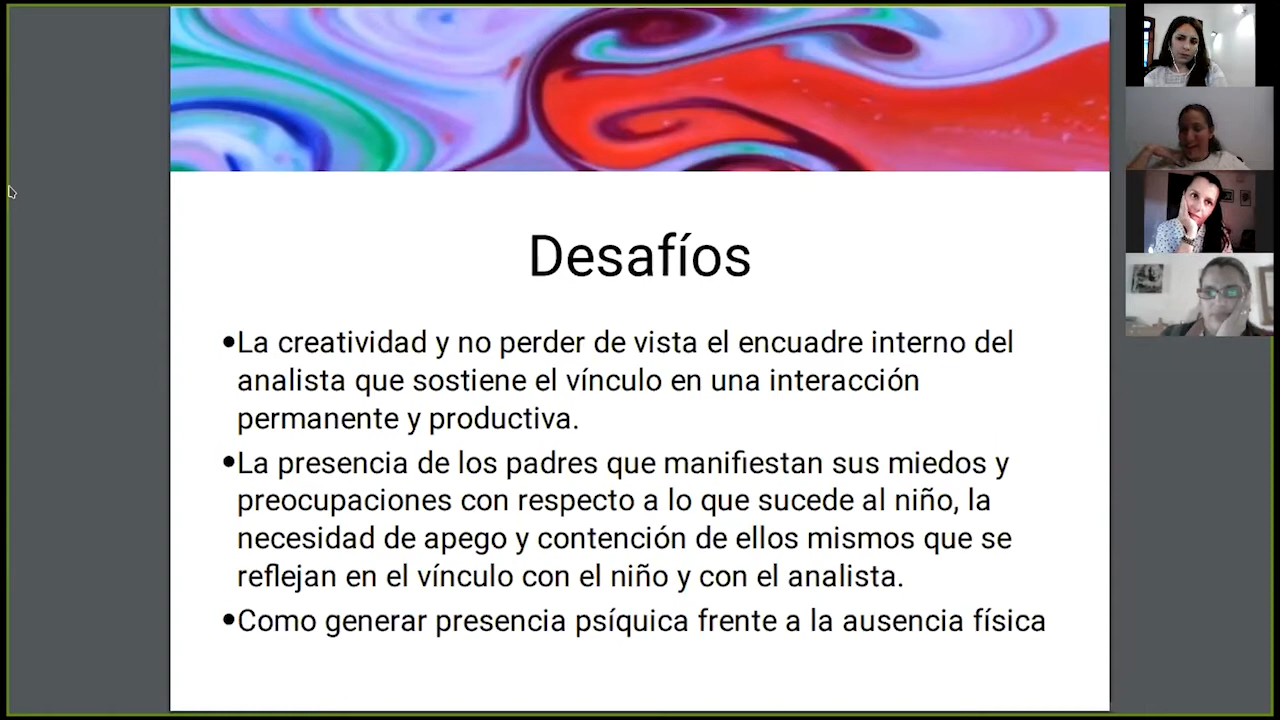 Desafíos
•La creatividad y no perder de vista el encuadre interno del
analista que sostiene el vínculo en una interacción
permanente y productiva.
•La presencia de los padres que manifiestan sus miedos y
preocupaciones con respecto a lo que sucede al niño, la
necesidad de apego y contención de ellos mismos que se
reflejan en el vínculo con el niño y con el analista.
•Como generar presencia psíquica frente a la ausencia física